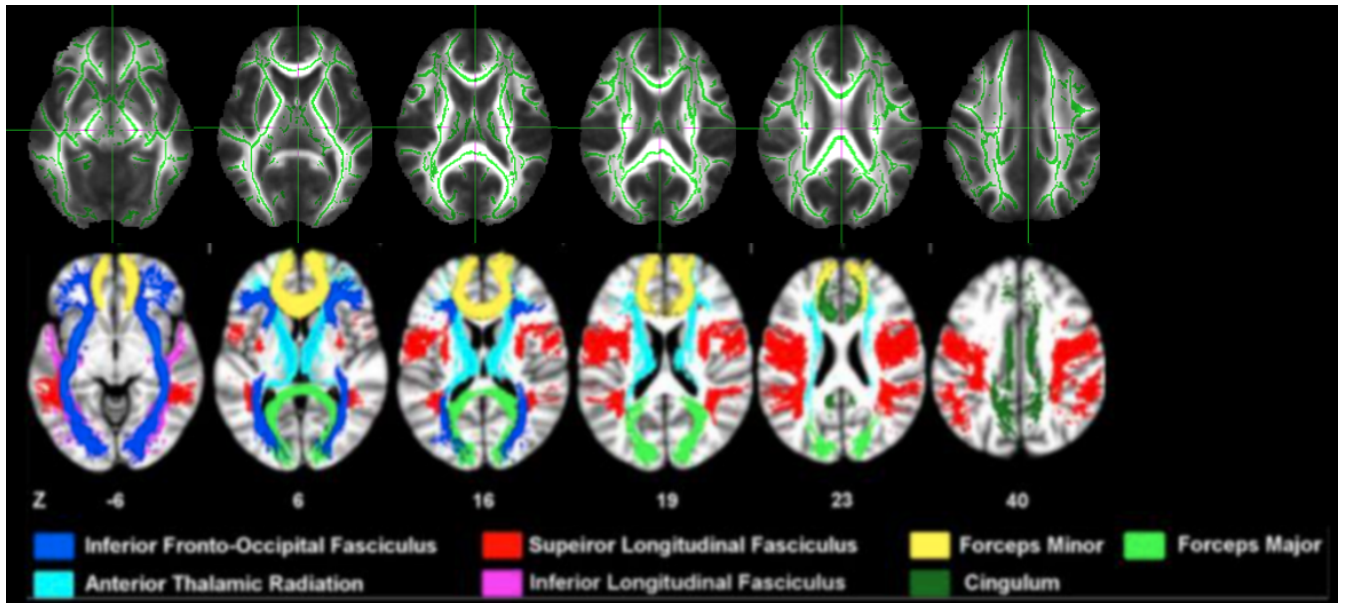 Z -6 6 16 19 23 40
Inferior Fronto-Occipital Fasciculus Supeiror Longitudinal Fasciculus Forceps Minor Forceps Major
Anterior Thalamic Radiation Inferior Longitudinal Fasciculus Cingulum